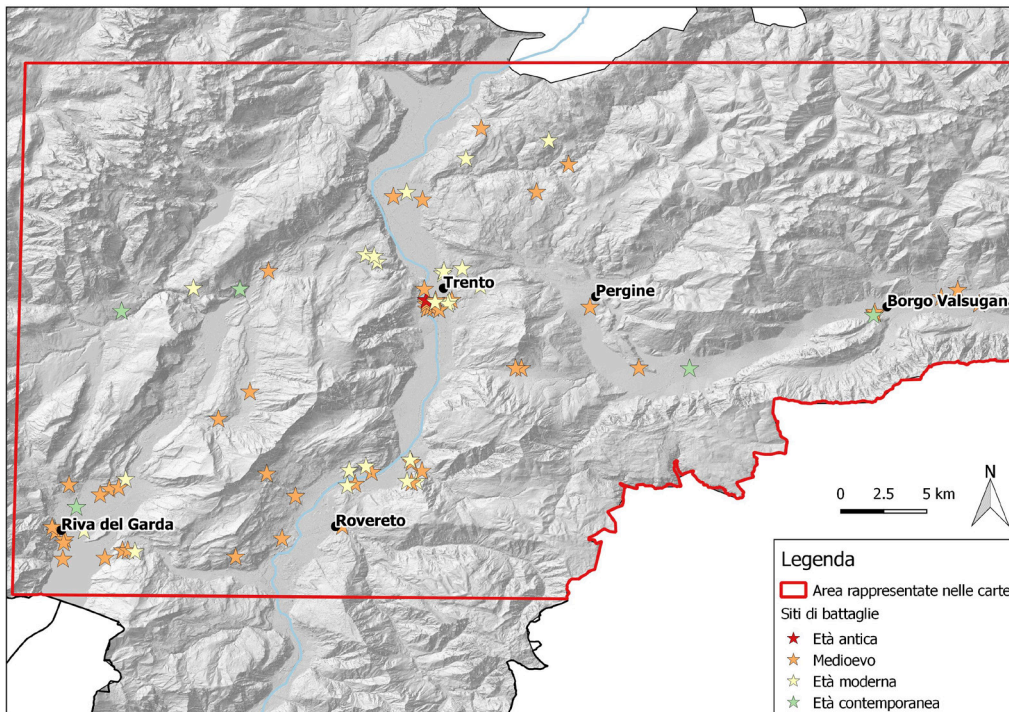 Trento
Pergine
Borgo Valsugana
Riva del Garda
Rovereto
N
0 2.5 5 km
Legenda
Area rappresentate nelle carte
Siti di battaglie
Età antica
Medioevo
Età moderna
Età contemporanea